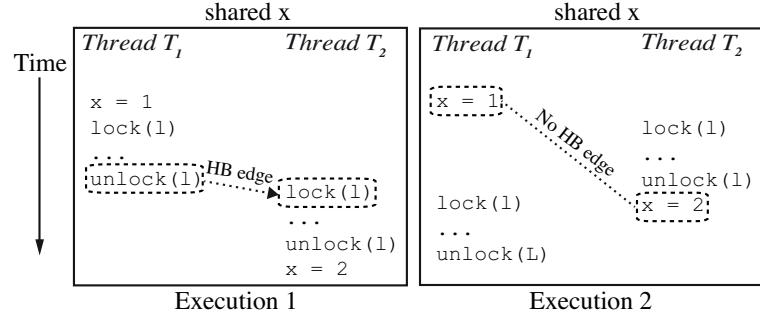 shared x
Time
Thread T1
Thread T2
x = 1
lock(l)
...
unlock(l)
HB edge
lock(l)
...
unlock(l)
x = 2
Execution 1
shared x
Thread T1
Thread T2
x = 1
No HB edge
lock(l)
...
unlock(l)
x = 2
lock(l)
...
unlock(L)
Execution 2